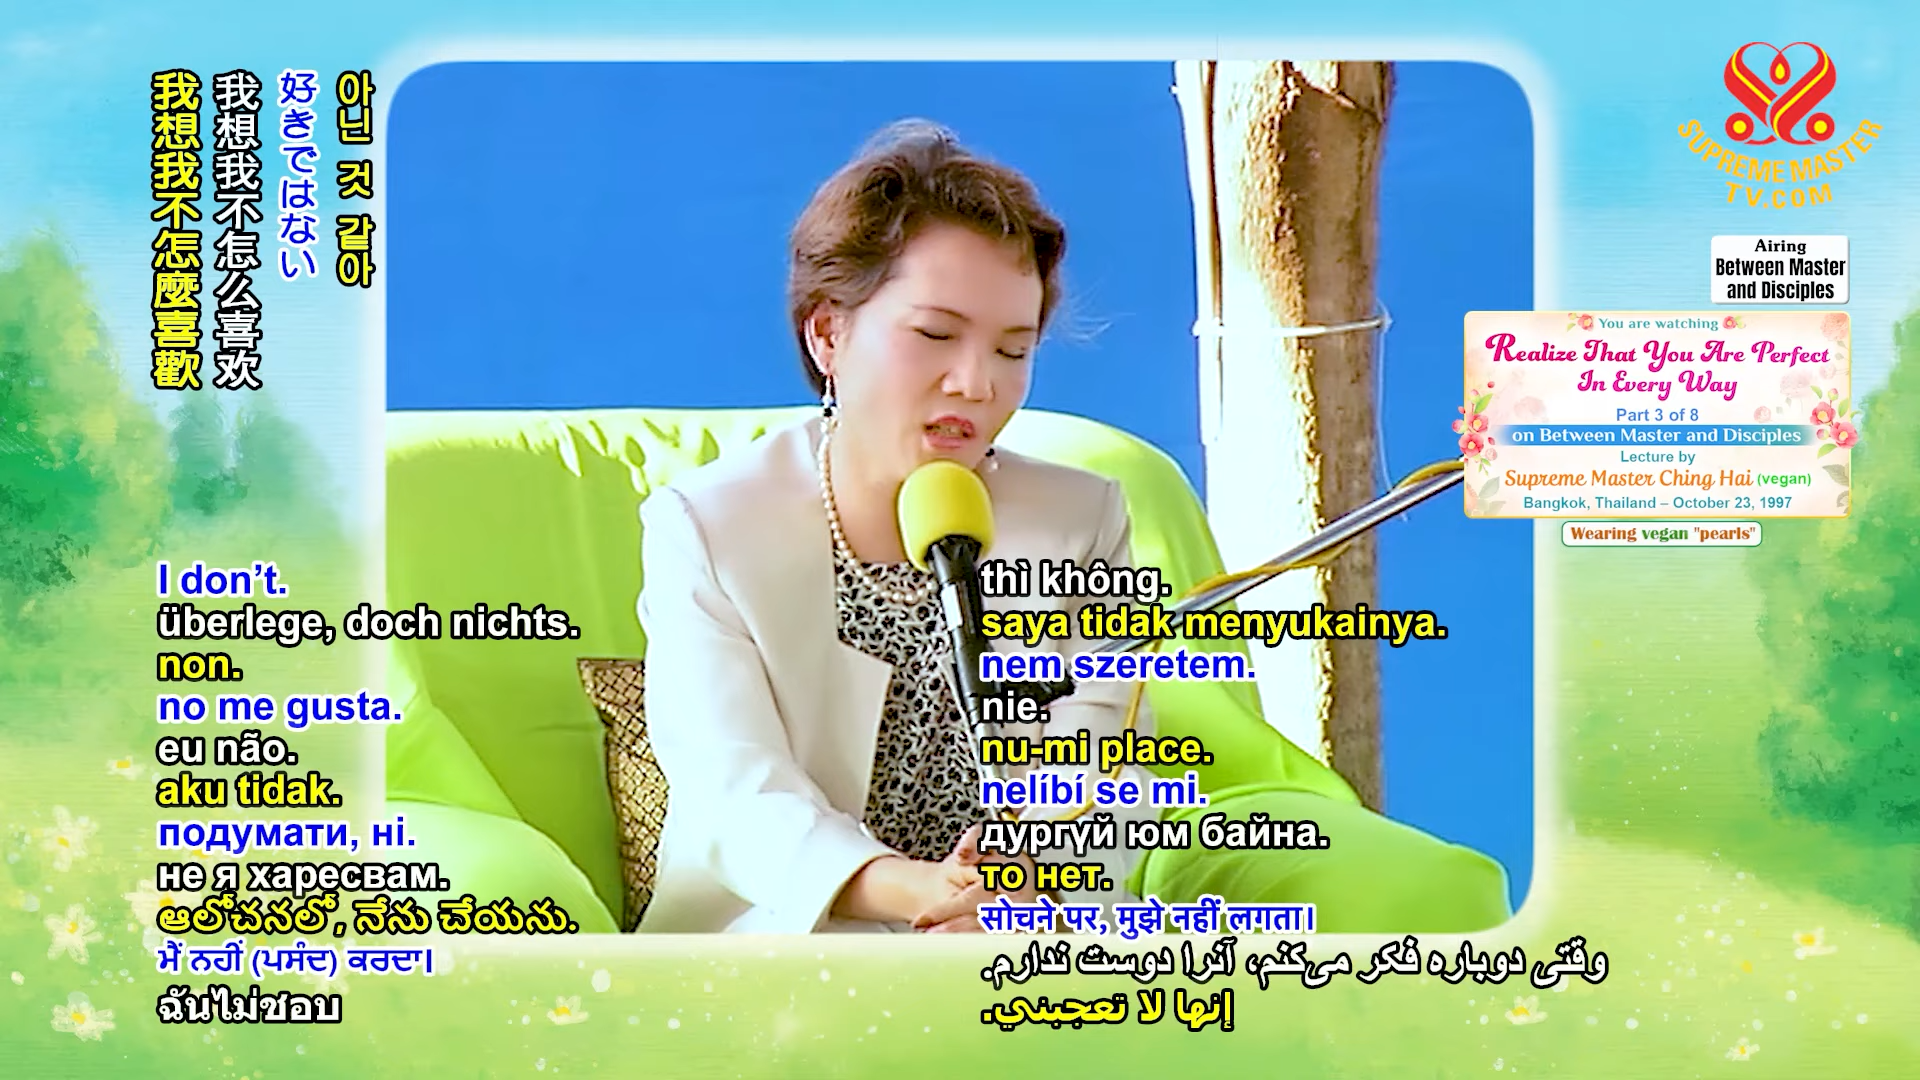 我想我不怎麼喜歡
我想我不怎么喜欢
好きではない
아닌 것 같아
SUPREME MASTER
TV.COM
Airing
Between Master
and Disciples
You are watching
Realize That You Are Perfect
In Every Way
Part 3 of 8
on Between Master and Disciples
Lecture by
Supreme Master Ching Hai (vegan)
Bangkok, Thailand – October 23, 1997
Wearing vegan "pearls"
I don’t.
überlege, doch nichts.
non.
no me gusta.
eu não.
aku tidak.
подумати, ні.
не я харесвам.
ఆలోచనలో, నేను చేయను.
ਮੈਂ ਨਹੀਂ (ਪਸੰਦ) ਕਰਦਾ।
ฉันไม่ชอบ
thì không.
saya tidak menyukainya.
nem szeretem.
nie.
nu-mi place.
nelíbí se mi.
дургүй юм байна.
то нет.
सोचने पर, मुझे नहीं लगता।
وقتی دوباره فکر می‌کنم، آنرا دوست ندارم.
إنها لا تعجبني.